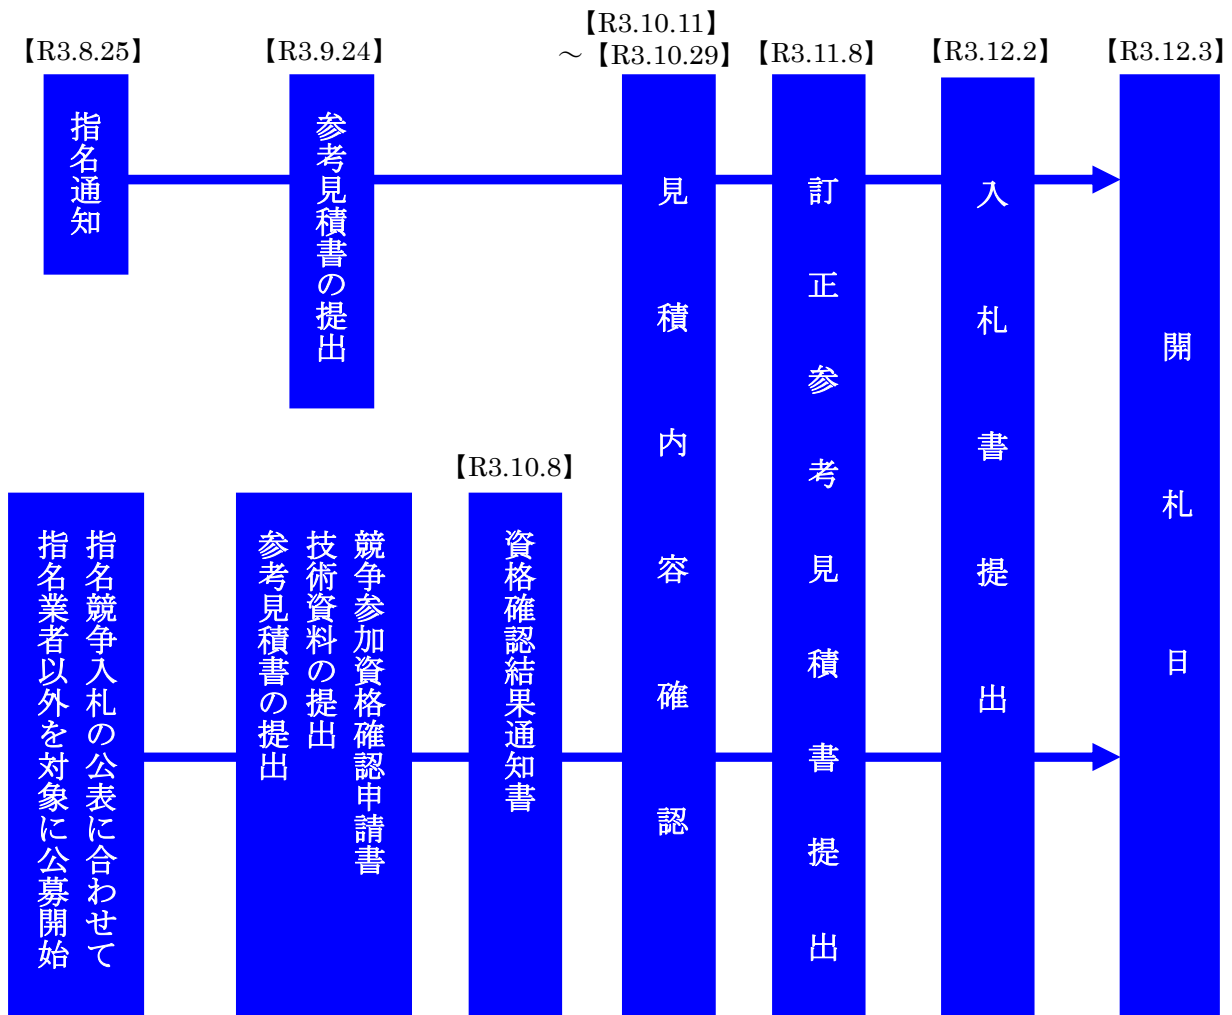 【R3.8.25】
指名通知
【R3.9.24】
参考見積書の提出
指名競争入札の公表に合わせて
指名業者以外を対象に公募開始
競争参加資格確認申請書
技術資料の提出
参考見積書の提出
【R3.10.8】
資格確認結果通知書
【R3.10.11】
～【R3.10.29】
見積内容確認
【R3.11.8】
訂正参考見積書提出
【R3.12.2】
入札書提出
【R3.12.3】
開札日